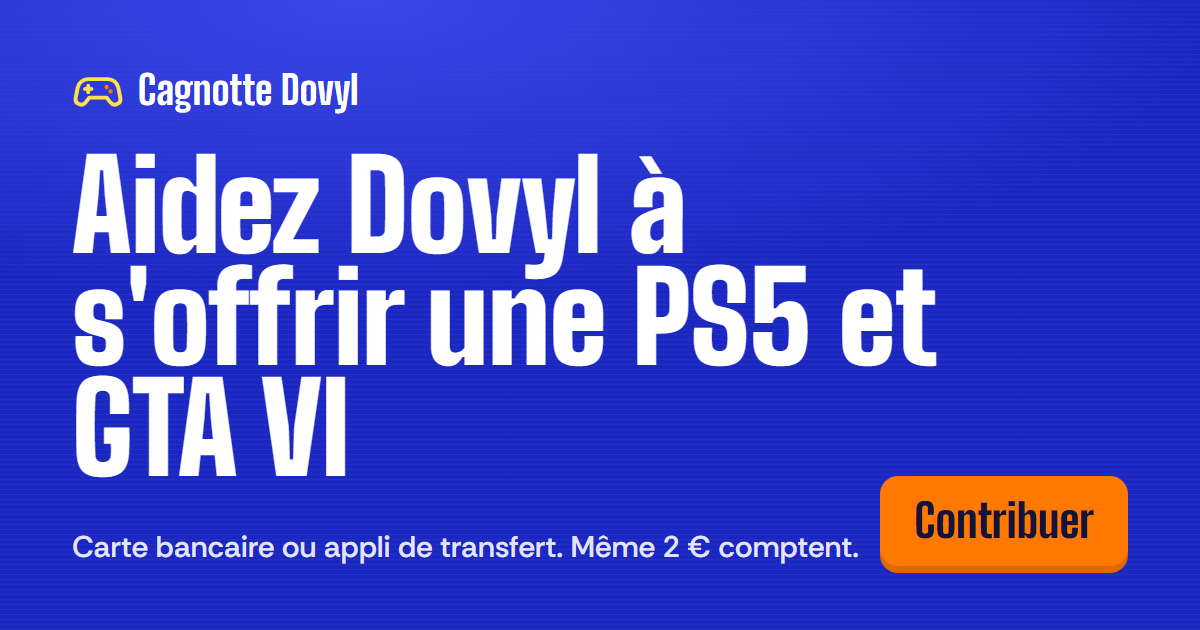 Cagnotte Dovyl
Aidez Dovyl à
s'offrir une PS5 et
GTA VI
Carte bancaire ou appli de transfert. Même 2 € comptent.
Contribuer